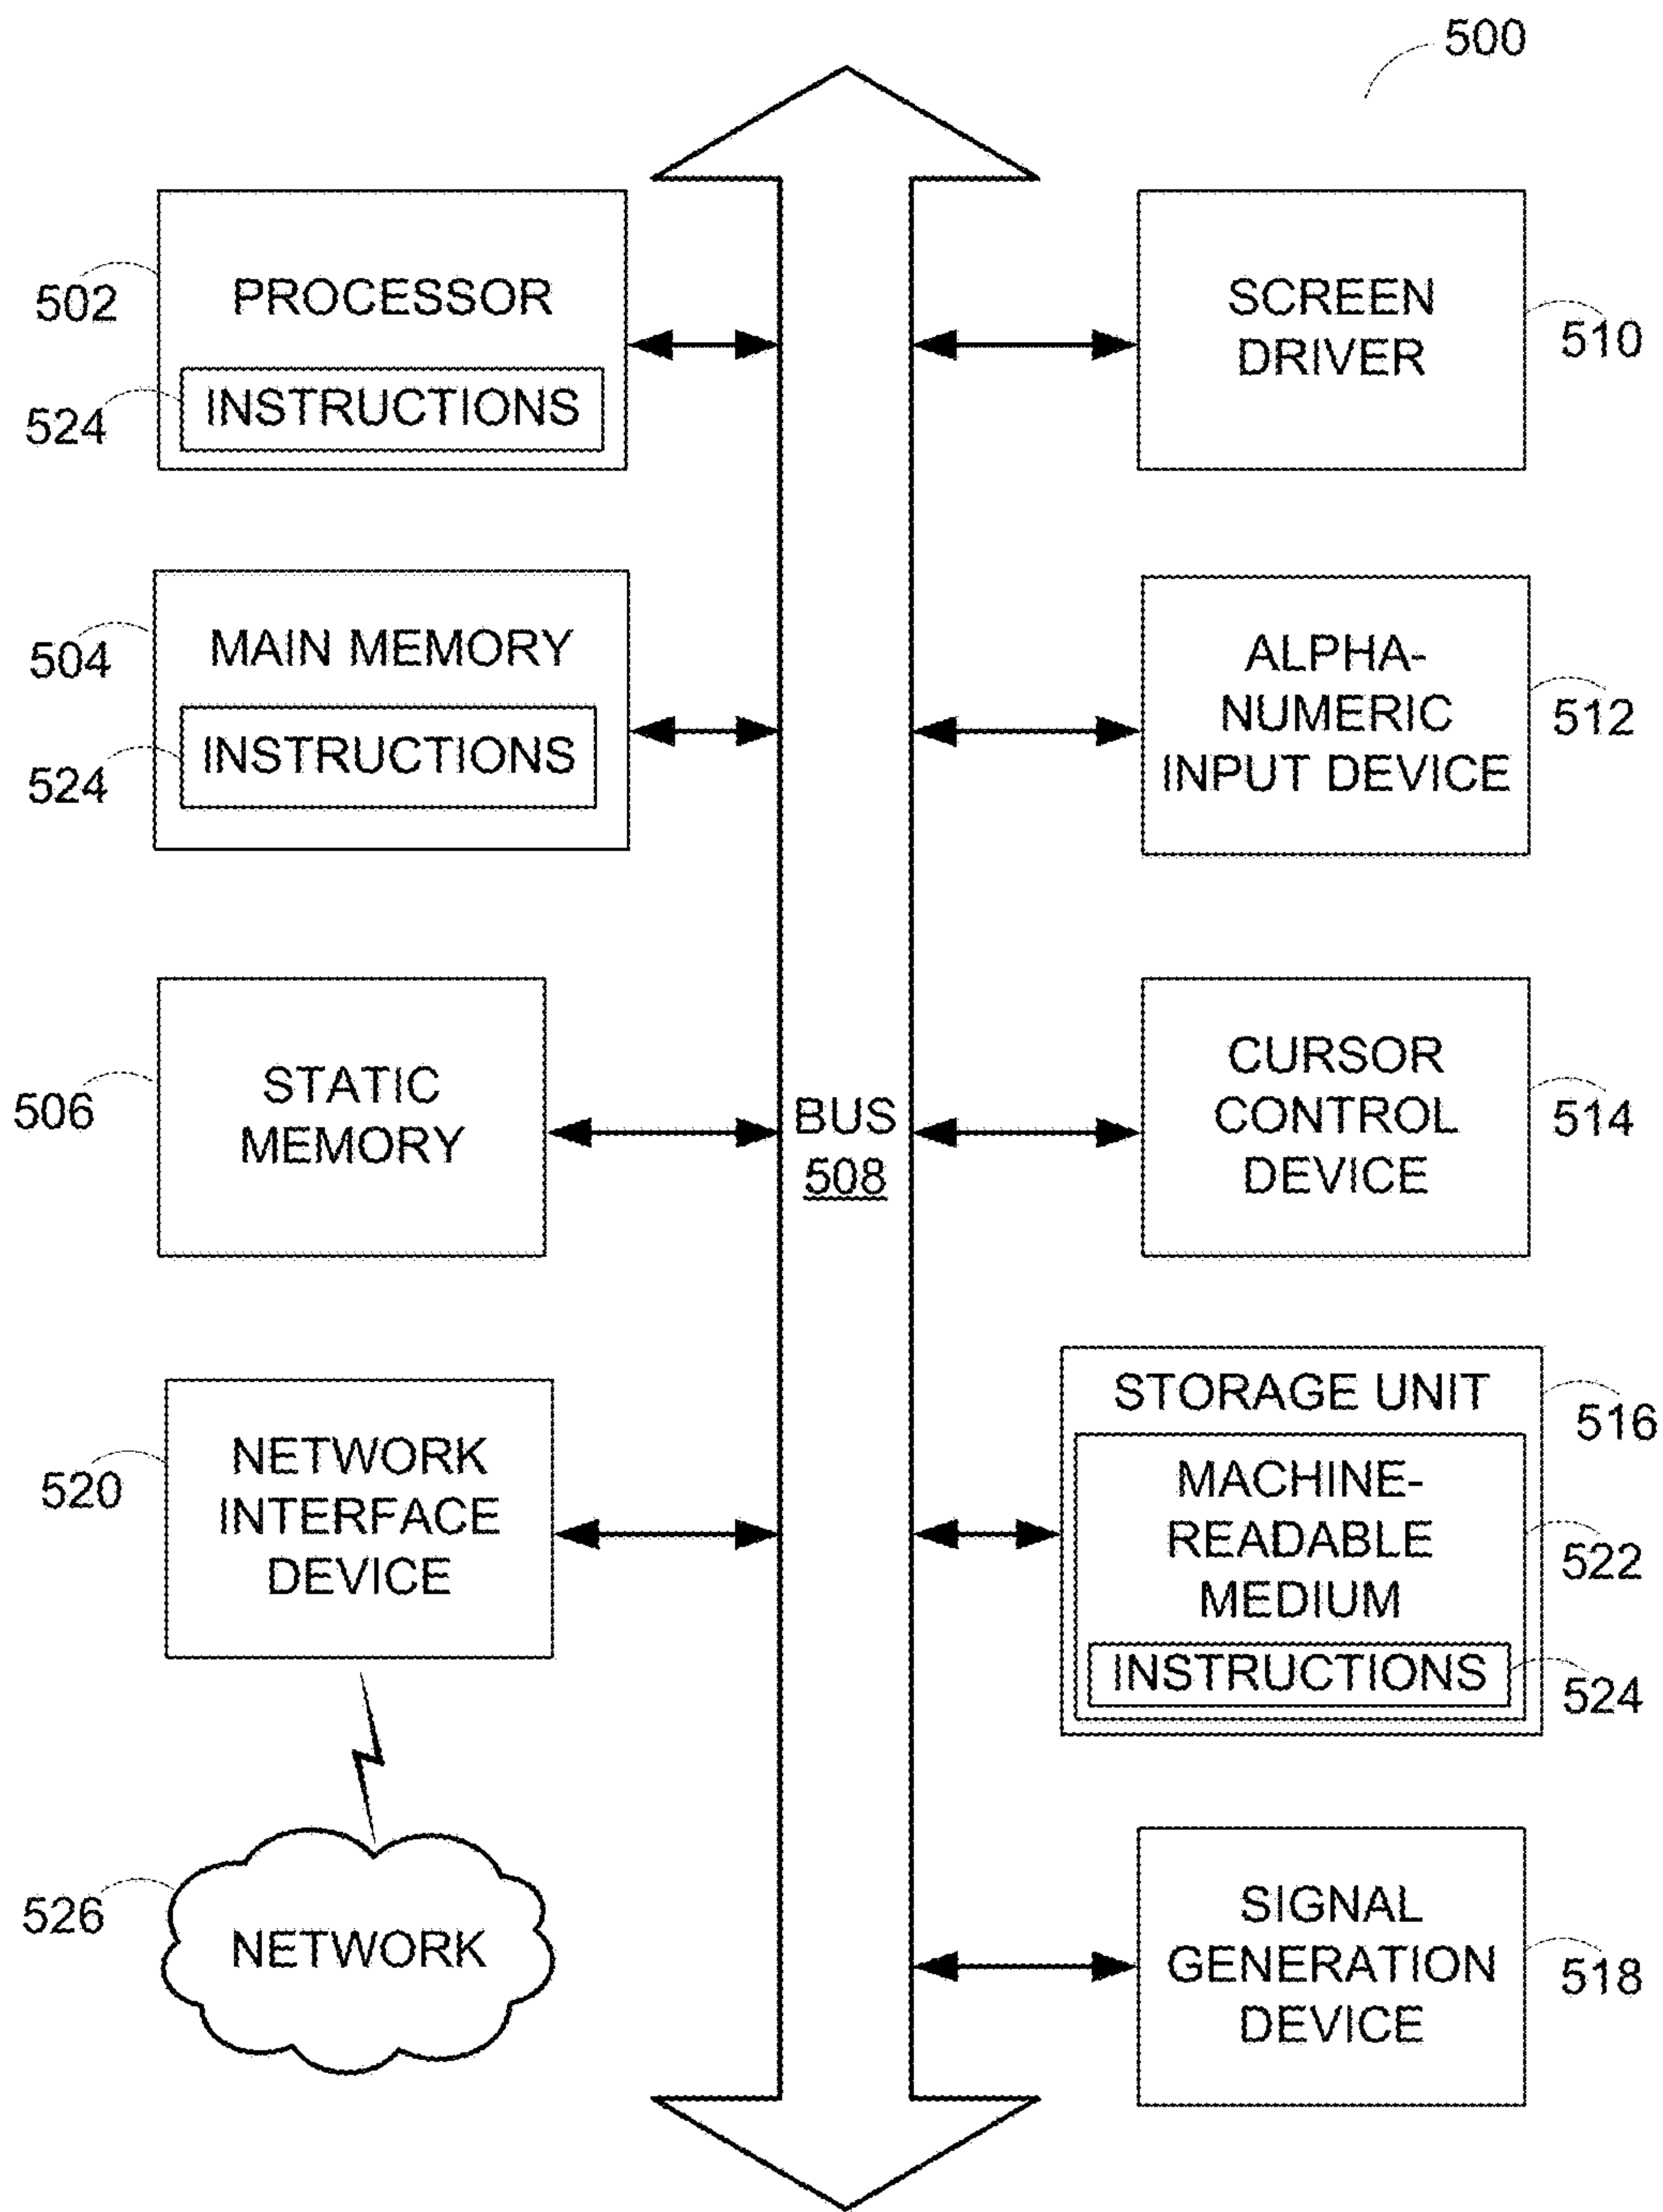 500
502
PROCESSOR
524
INSTRUCTIONS
SCREEN
DRIVER
510
504
MAIN MEMORY
524
INSTRUCTIONS
ALPHA-
NUMERIC
INPUT DEVICE
512
506
STATIC
MEMORY
BUS
508
CURSOR
CONTROL
DEVICE
514
520
NETWORK
INTERFACE
DEVICE
STORAGE UNIT
516
MACHINE-
READABLE
MEDIUM
522
INSTRUCTIONS
524
526
NETWORK
SIGNAL
GENERATION
DEVICE
518